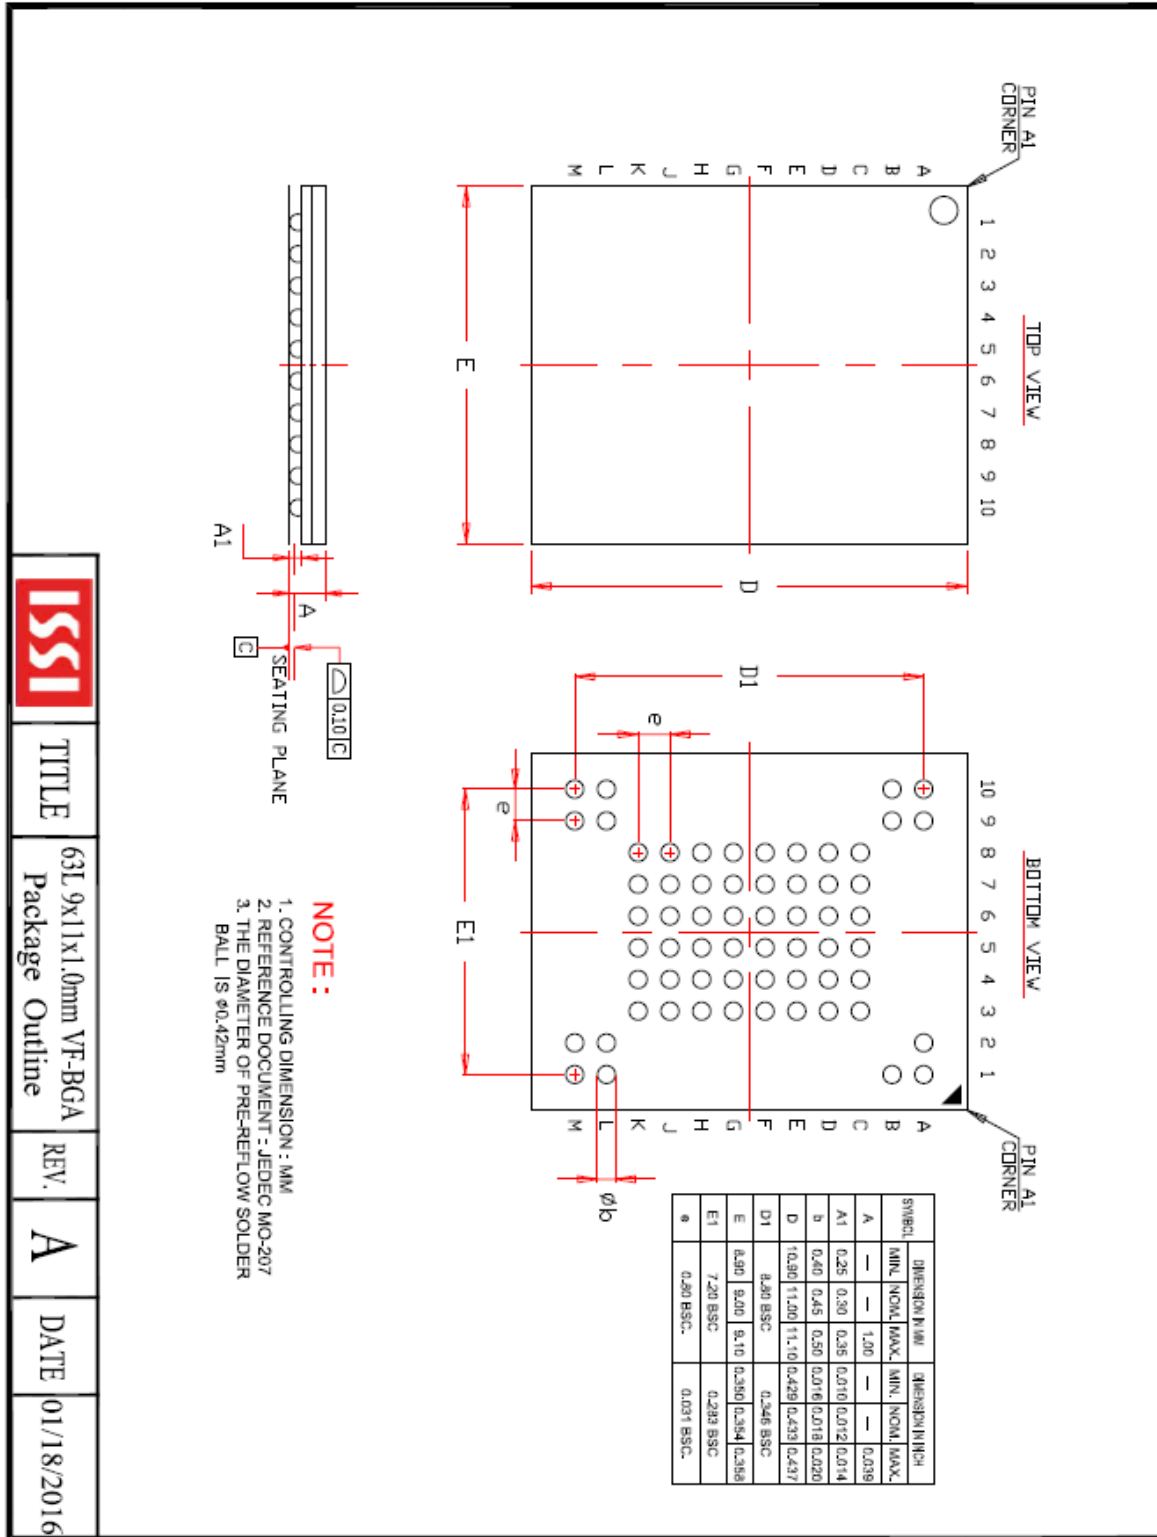 PIN A1
CORNER
TOP VIEW
1 2 3 4 5 6 7 8 9 10
A
B
C
D
E
F
G
H
J
K
L
M
D
E
A1
A
SEATING PLANE
C
0.10 C
BOTTOM VIEW
10 9 8 7 6 5 4 3 2 1
PIN A1
CORNER
A
B
C
D
E
F
G
H
J
K
L
M
D1
e
e
E1
Øb
SYMBOL DIMENSION IN MM DIMENSION IN INCH
MIN. NOM. MAX. MIN. NOM. MAX.
A — — 1.00 — — 0.039
A1 0.25 0.30 0.35 0.010 0.012 0.014
b 0.40 0.45 0.50 0.016 0.018 0.020
D 10.90 11.00 11.10 0.429 0.433 0.437
D1 8.80 BSC 0.346 BSC
E 8.90 9.00 9.10 0.350 0.354 0.358
E1 7.20 BSC 0.283 BSC
e 0.80 BSC. 0.031 BSC.
NOTE :
1. CONTROLLING DIMENSION : MM
2. REFERENCE DOCUMENT : JEDEC MO-207
3. THE DIAMETER OF PRE-REFLOW SOLDER
BALL IS Ø0.42mm
ISSI
TITLE
63L 9x11x1.0mm VF-BGA
Package Outline
REV.
A
DATE
01/18/2016